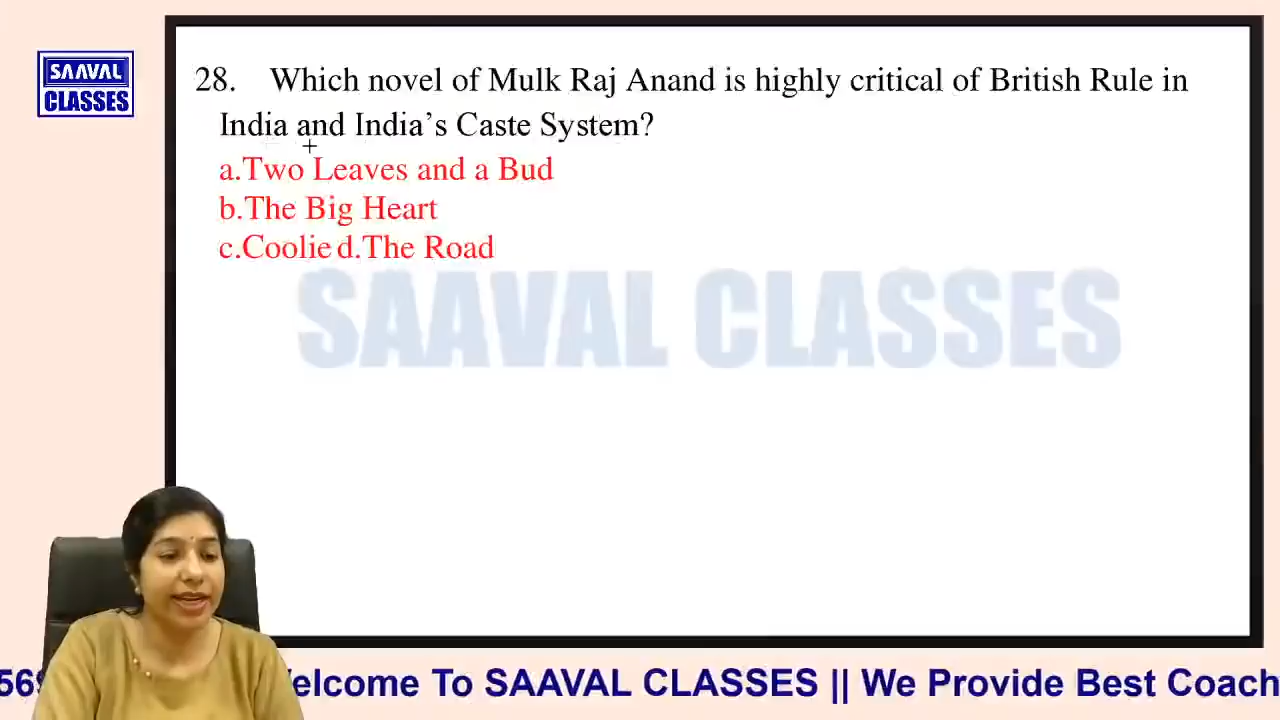 SAAVAL
CLASSES
28. Which novel of Mulk Raj Anand is highly critical of British Rule in
India and India's Caste System?
a.Two Leaves and a Bud
b.The Big Heart
c.Coolie d.The Road
SAAVAL CLASSES
569 Welcome To SAAVAL CLASSES || We Provide Best Coach